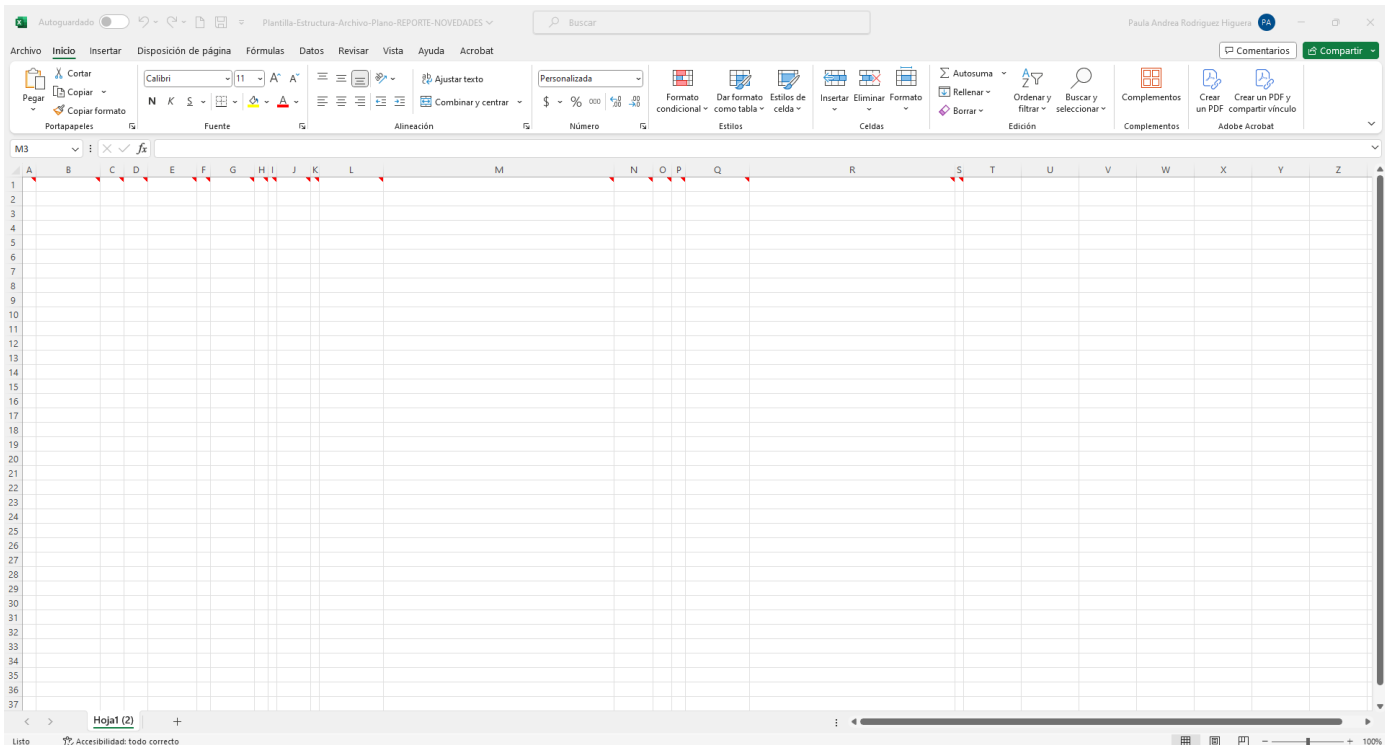 Autoguardado Plantilla-Estructura-Archivo-Plano-REPORTE-NOVEDADES Buscar Paula Andrea Rodriguez Higuera PA
Archivo Inicio Insertar Disposición de página Fórmulas Datos Revisar Vista Ayuda Acrobat Comentarios Compartir
Pegar
Cortar
Copiar
Copiar formato
Portapapeles
Calibri 11 A^ A˅
N K S A
Fuente
Ajustar texto
Combinar y centrar
Alineación
Personalizada
$ % 000
Número
Formato condicional
Dar formato como tabla
Estilos de celda
Estilos
Insertar Eliminar Formato
Celdas
Autosuma
Rellenar
Borrar
Ordenar y filtrar
Buscar y seleccionar
Edición
Complementos
Complementos
Crear un PDF
Crear un PDF y compartir vínculo
Adobe Acrobat
M3 fx
A B C D E F G H I J K L M N O P Q R S T U V W X Y Z
1
2
3
4
5
6
7
8
9
10
11
12
13
14
15
16
17
18
19
20
21
22
23
24
25
26
27
28
29
30
31
32
33
34
35
36
37
Hoja1 (2) +
Listo Accesibilidad: todo correcto 100%